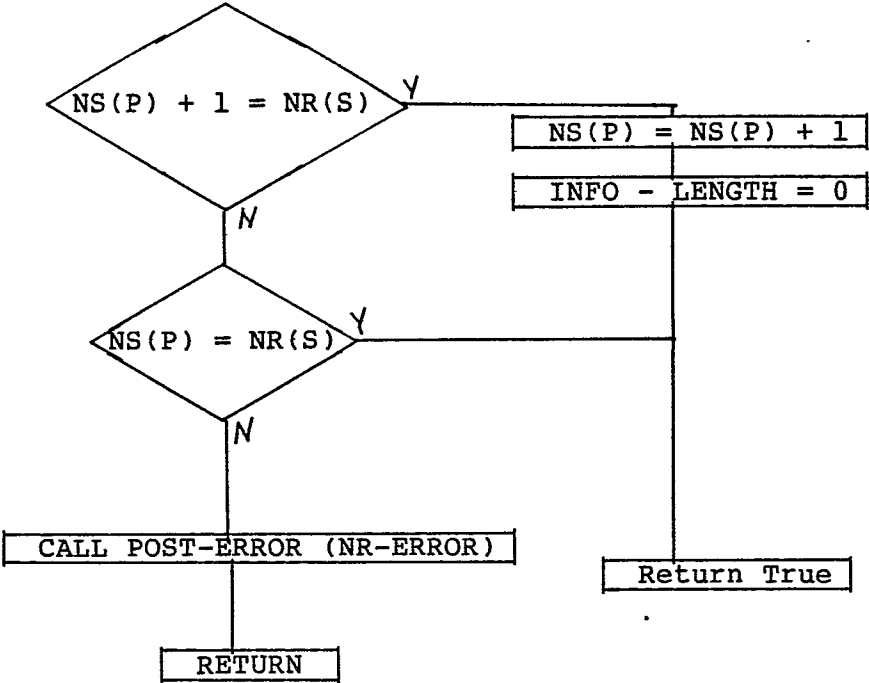 NS(P) + 1 = NR(S)
Y
NS(P) = NS(P) + 1
INFO - LENGTH = 0
N
NS(P) = NR(S)
Y
N
CALL POST-ERROR (NR-ERROR)
Return True
RETURN